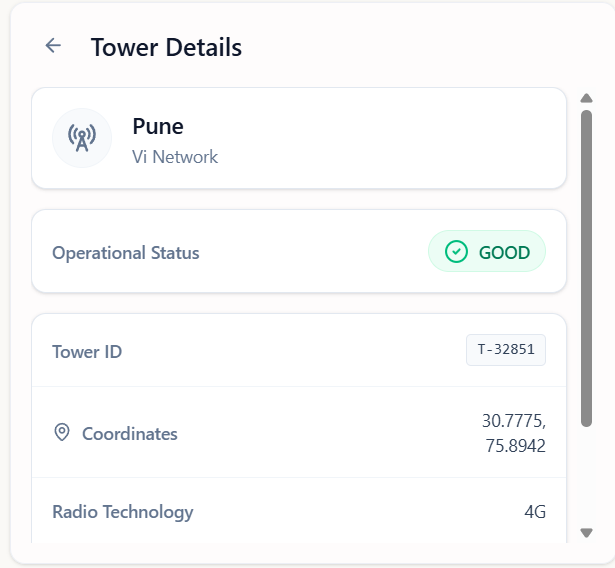 Tower Details
Pune
Vi Network
Operational Status
GOOD
Tower ID
T-32851
Coordinates
30.7775,
75.8942
Radio Technology
4G